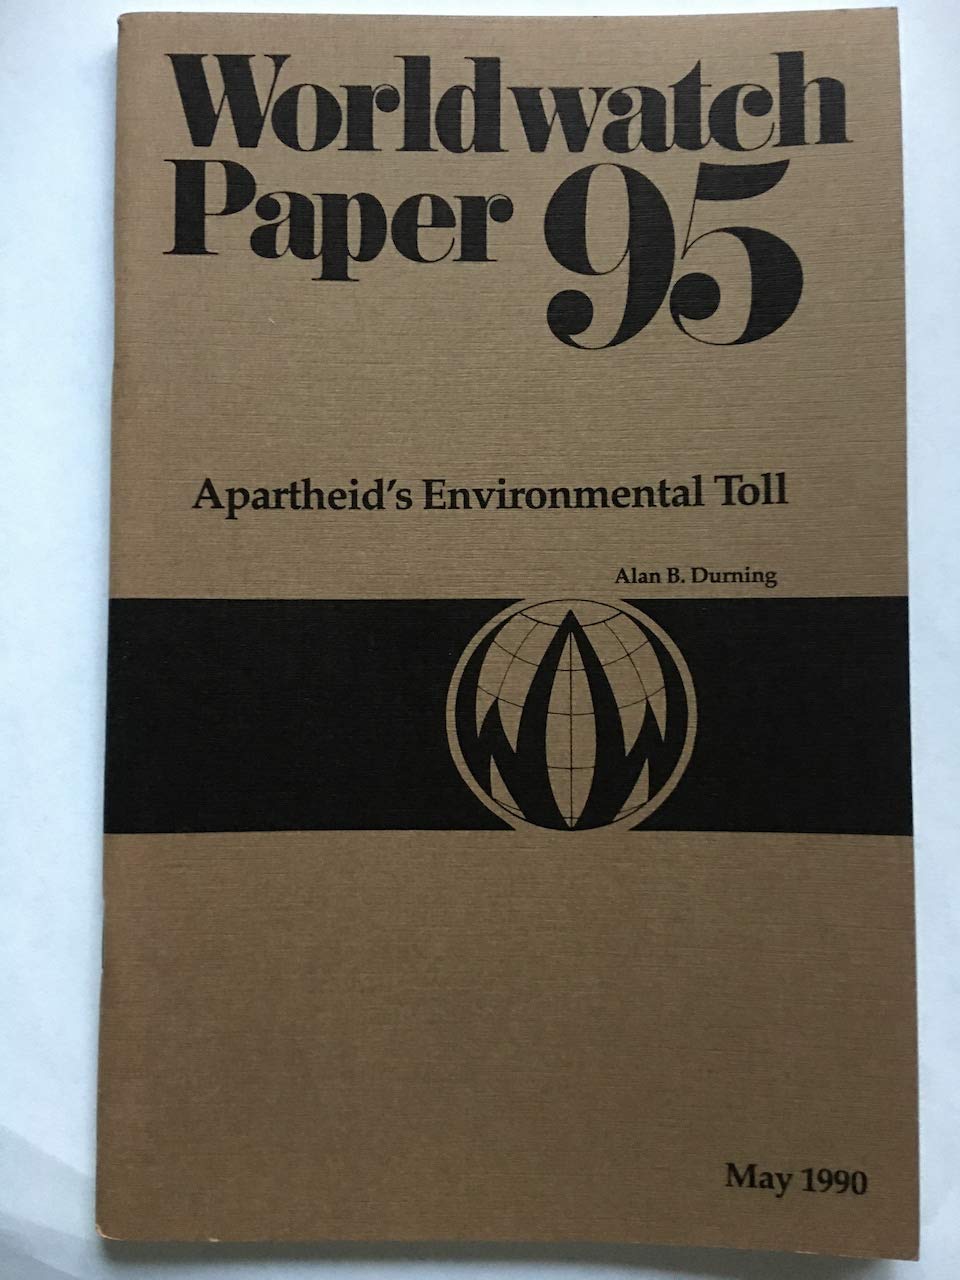 Worldwatch
Paper 95
Apartheid's Environmental Toll
Alan B. Durning
May 1990